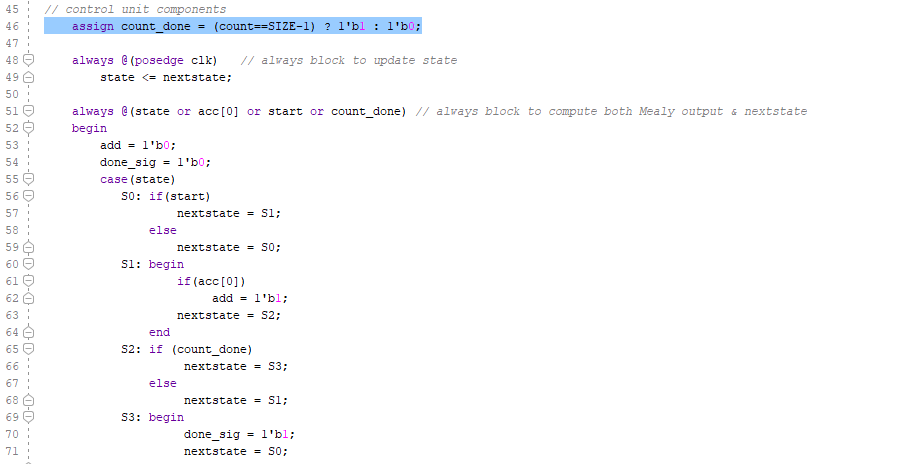 45 // control unit components
46 assign count_done = (count==SIZE-1) ? 1'b1 : 1'b0;
47
48 always @(posedge clk) // always block to update state
49 state <= nextstate;
50
51 always @(state or acc[0] or start or count_done) // always block to compute both Mealy output & nextstate
52 begin
53 add = 1'b0;
54 done_sig = 1'b0;
55 case(state)
56 S0: if(start)
57 nextstate = S1;
58 else
59 nextstate = S0;
60 S1: begin
61 if(acc[0])
62 add = 1'b1;
63 nextstate = S2;
64 end
65 S2: if (count_done)
66 nextstate = S3;
67 else
68 nextstate = S1;
69 S3: begin
70 done_sig = 1'b1;
71 nextstate = S0;